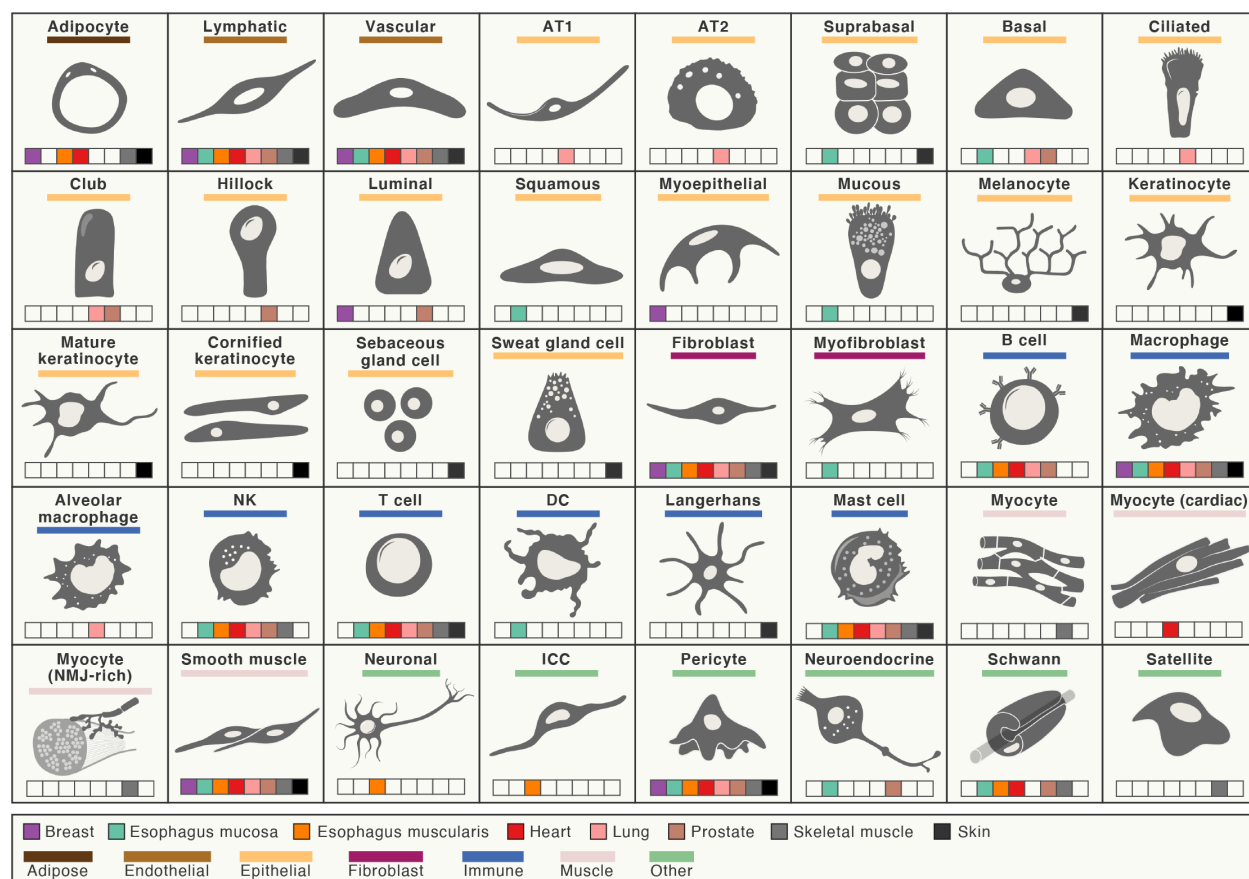 Adipocyte
Lymphatic
Vascular
AT1
AT2
Suprabasal
Basal
Ciliated
Club
Hillock
Luminal
Squamous
Myoepithelial
Mucous
Melanocyte
Keratinocyte
Mature
keratinocyte
Cornified
keratinocyte
Sebaceous
gland cell
Sweat gland cell
Fibroblast
Myofibroblast
B cell
Macrophage
Alveolar
macrophage
NK
T cell
DC
Langerhans
Mast cell
Myocyte
Myocyte (cardiac)
Myocyte
(NMJ-rich)
Smooth muscle
Neuronal
ICC
Pericyte
Neuroendocrine
Schwann
Satellite
Breast
Esophagus mucosa
Esophagus muscularis
Heart
Lung
Prostate
Skeletal muscle
Skin
Adipose
Endothelial
Epithelial
Fibroblast
Immune
Muscle
Other